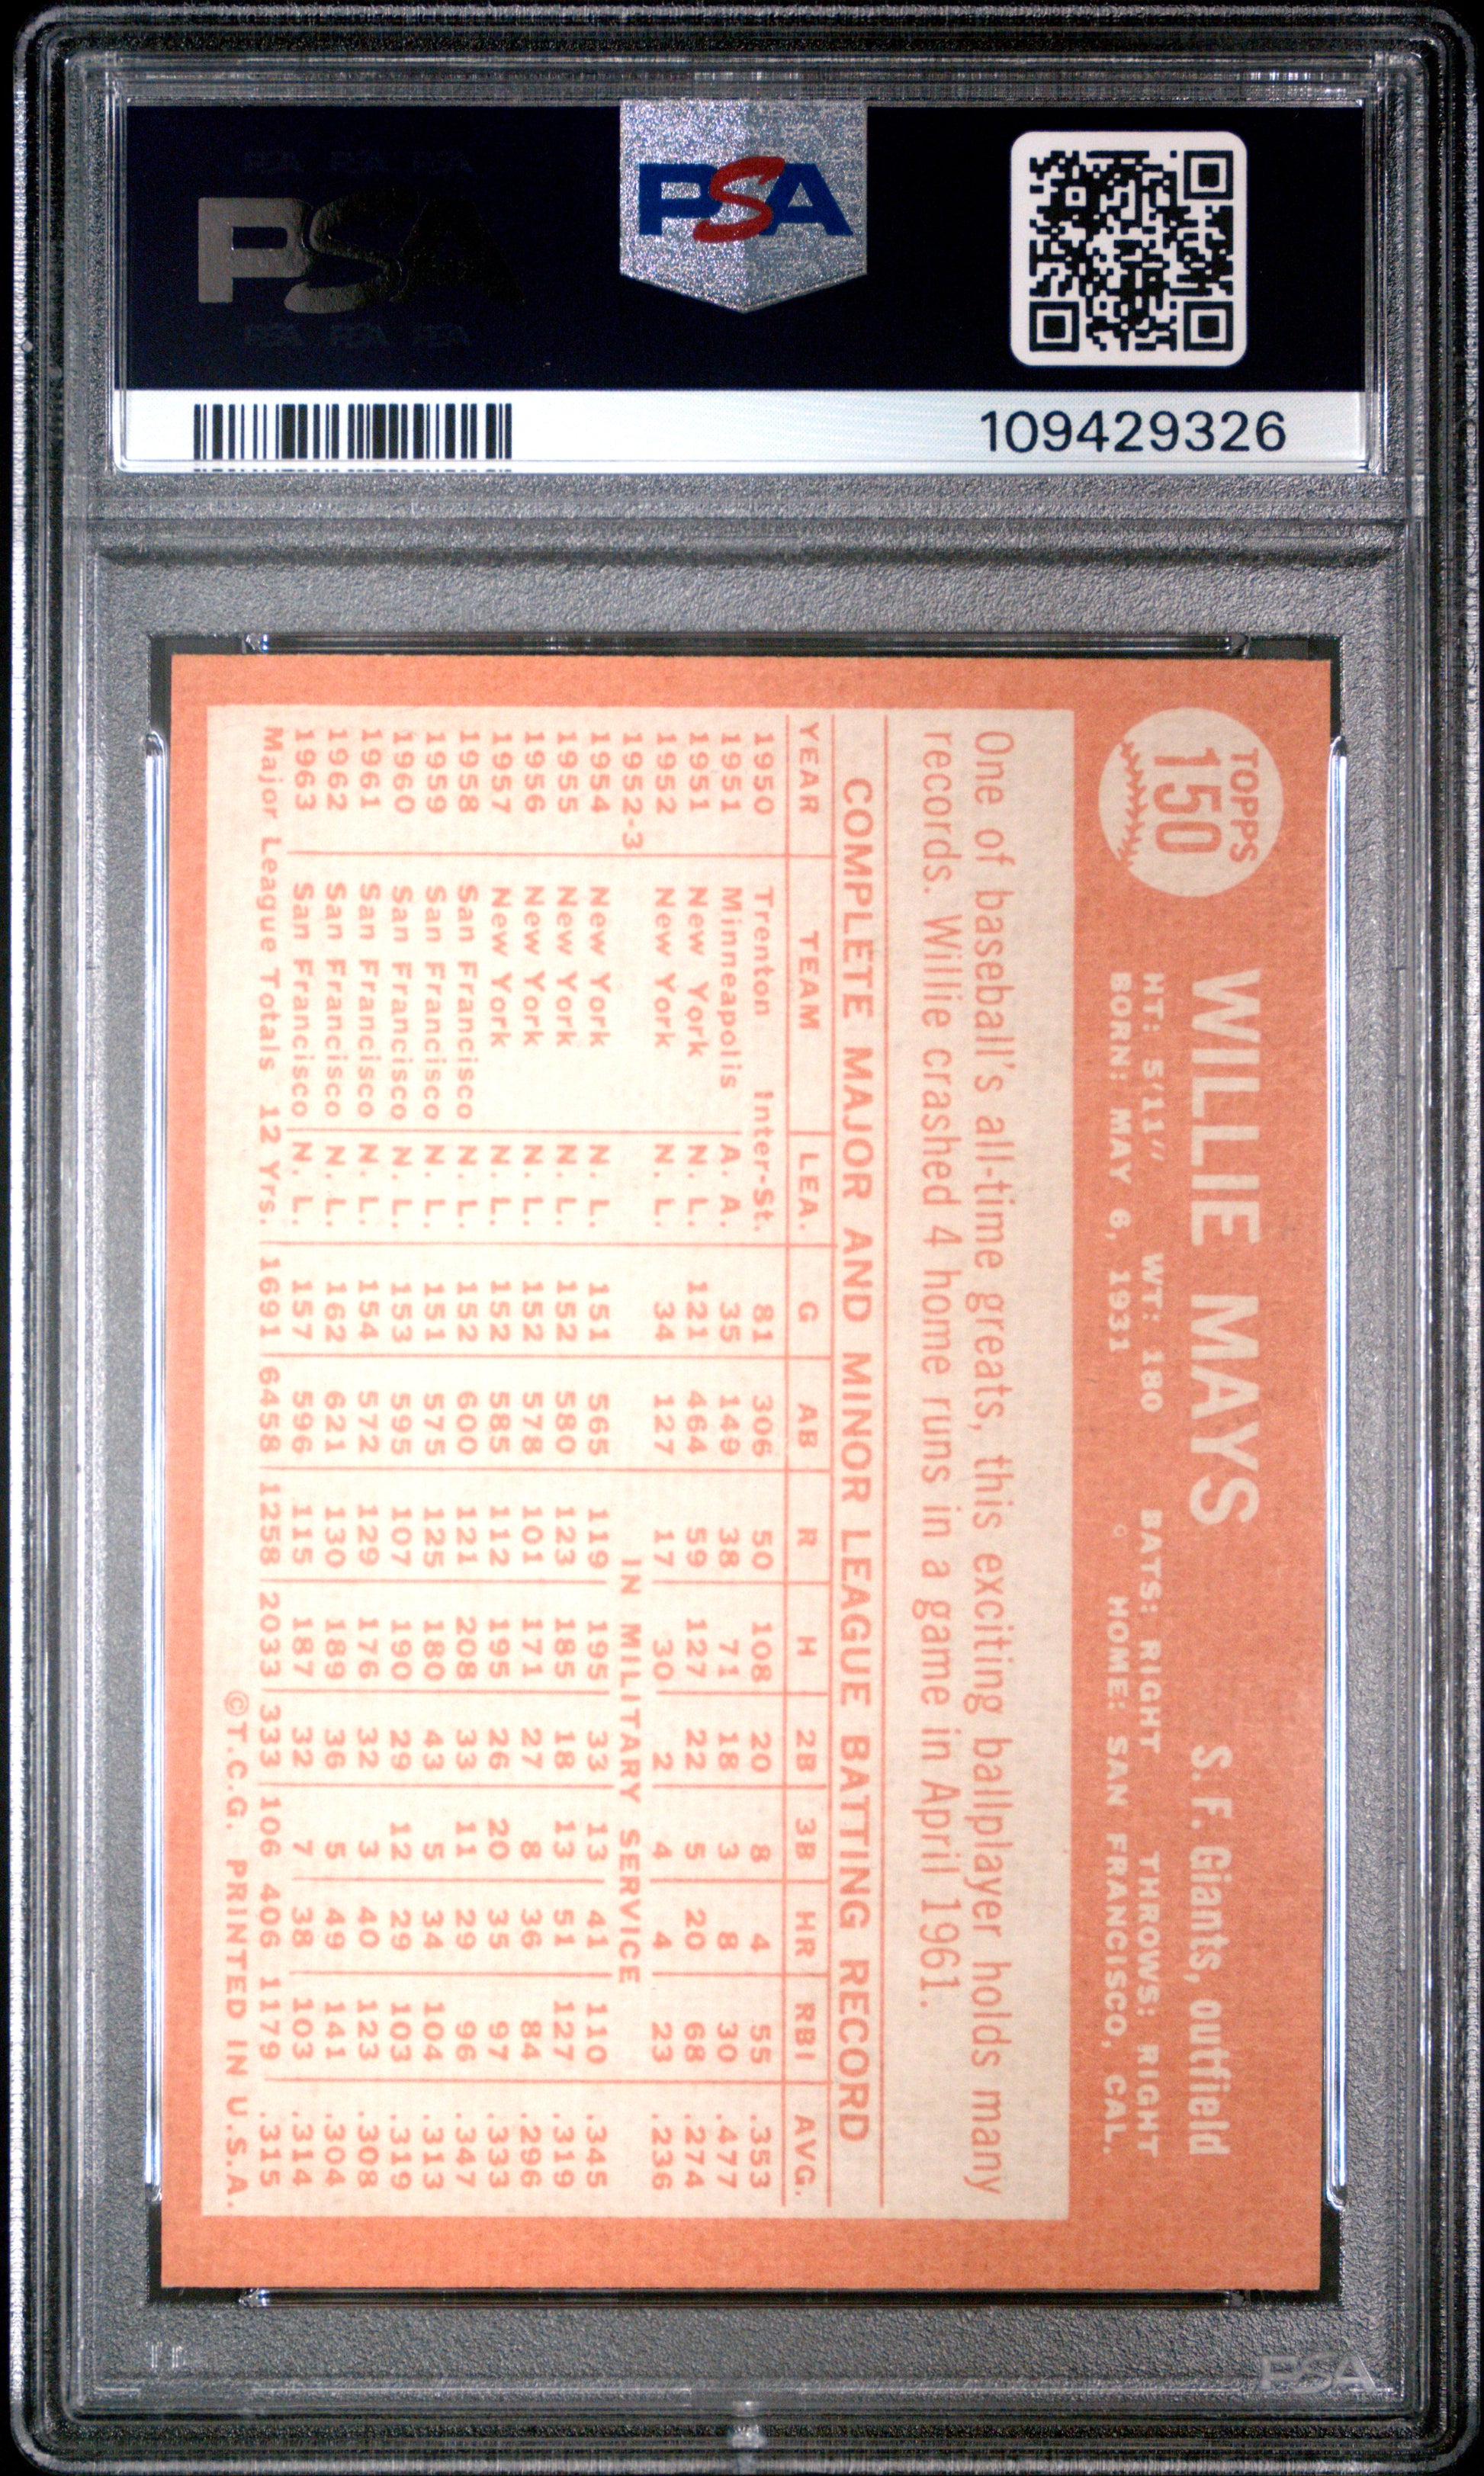 PSA PSA PSA
PSA
PSA PSA PSA
PSA
109429326
TOPPS
150
WILLIE MAYS
S. F. Giants, outfield
HT: 5'11" WT: 180 BATS: RIGHT THROWS: RIGHT
BORN: MAY 6, 1931 HOME: SAN FRANCISCO, CAL.
One of baseball's all-time greats, this exciting ballplayer holds many
records. Willie crashed 4 home runs in a game in April 1961.
COMPLETE MAJOR AND MINOR LEAGUE BATTING RECORD
YEAR TEAM LEA. G AB R H 2B 3B HR RBI AVG.
1950 Trenton Inter-St. 81 306 50 108 20 8 4 55 .353
1951 Minneapolis A. A. 35 149 38 71 18 3 8 30 .477
1951 New York N. L. 121 464 59 127 22 5 20 68 .274
1952 New York N. L. 34 127 17 30 2 4 4 23 .236
1952-3 IN MILITARY SERVICE
1954 New York N. L. 151 565 119 195 33 13 41 110 .345
1955 New York N. L. 152 580 123 185 18 13 51 127 .319
1956 New York N. L. 152 578 101 171 27 8 36 84 .296
1957 New York N. L. 152 585 112 195 26 20 35 97 .333
1958 San Francisco N. L. 152 600 121 208 33 11 29 96 .347
1959 San Francisco N. L. 151 575 125 180 43 5 34 104 .313
1960 San Francisco N. L. 153 595 107 190 29 12 29 103 .319
1961 San Francisco N. L. 154 572 129 176 32 3 40 123 .308
1962 San Francisco N. L. 162 621 130 189 36 5 49 141 .304
1963 San Francisco N. L. 157 596 115 187 32 7 38 103 .314
Major League Totals 12 Yrs. 1691 6458 1258 2033 333 106 406 1179 .315
©T.C.G. PRINTED IN U.S.A.
PSA